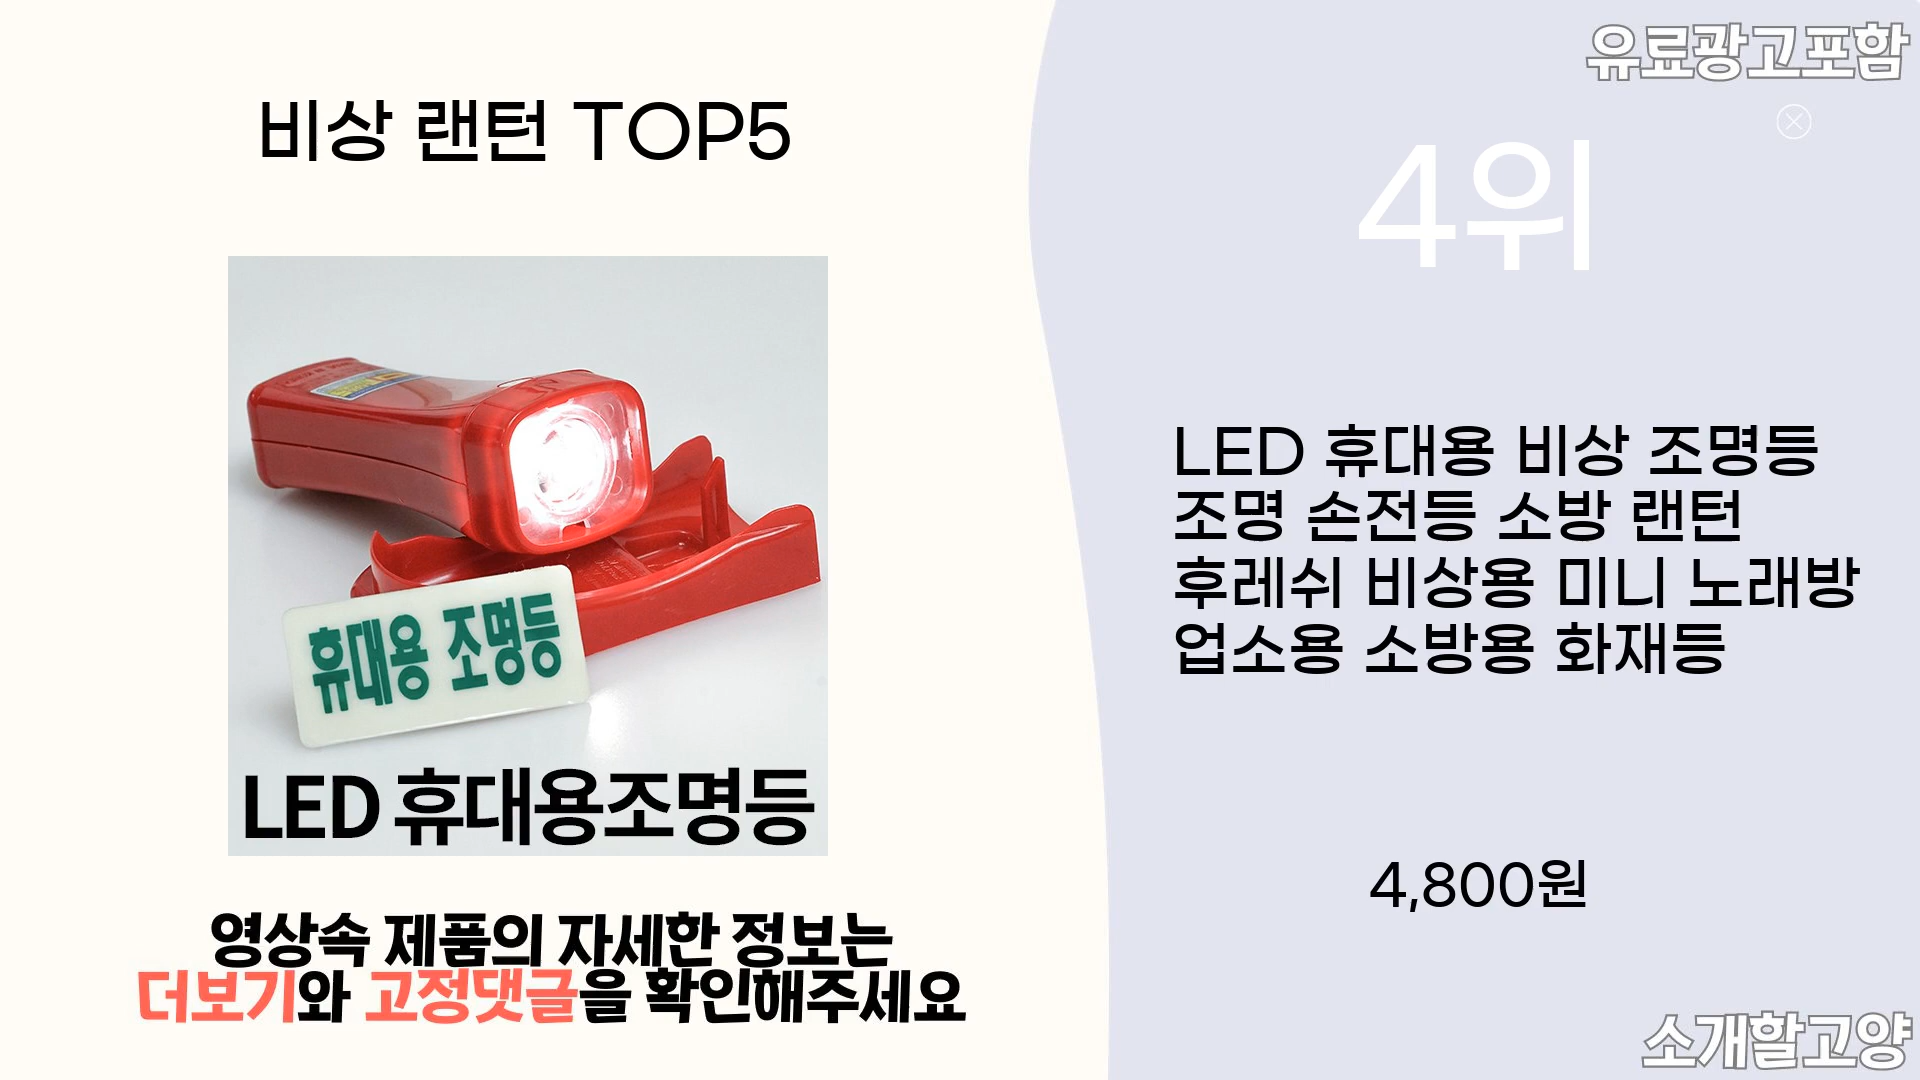 유료광고포함
비상 랜턴 TOP5
4위
휴대용 조명등
LED 휴대용조명등
LED 휴대용 비상 조명등
조명 손전등 소방 랜턴
후레쉬 비상용 미니 노래방
업소용 소방용 화재등
4,800원
영상속 제품의 자세한 정보는
더보기와 고정댓글을 확인해주세요
소개할고양